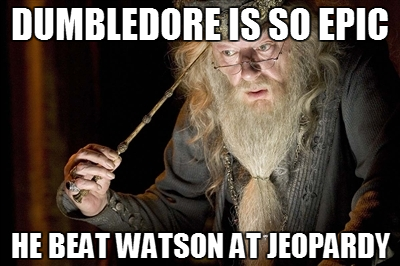 DUMBLEDORE IS SO EPIC
HE BEAT WATSON AT JEOPARDY